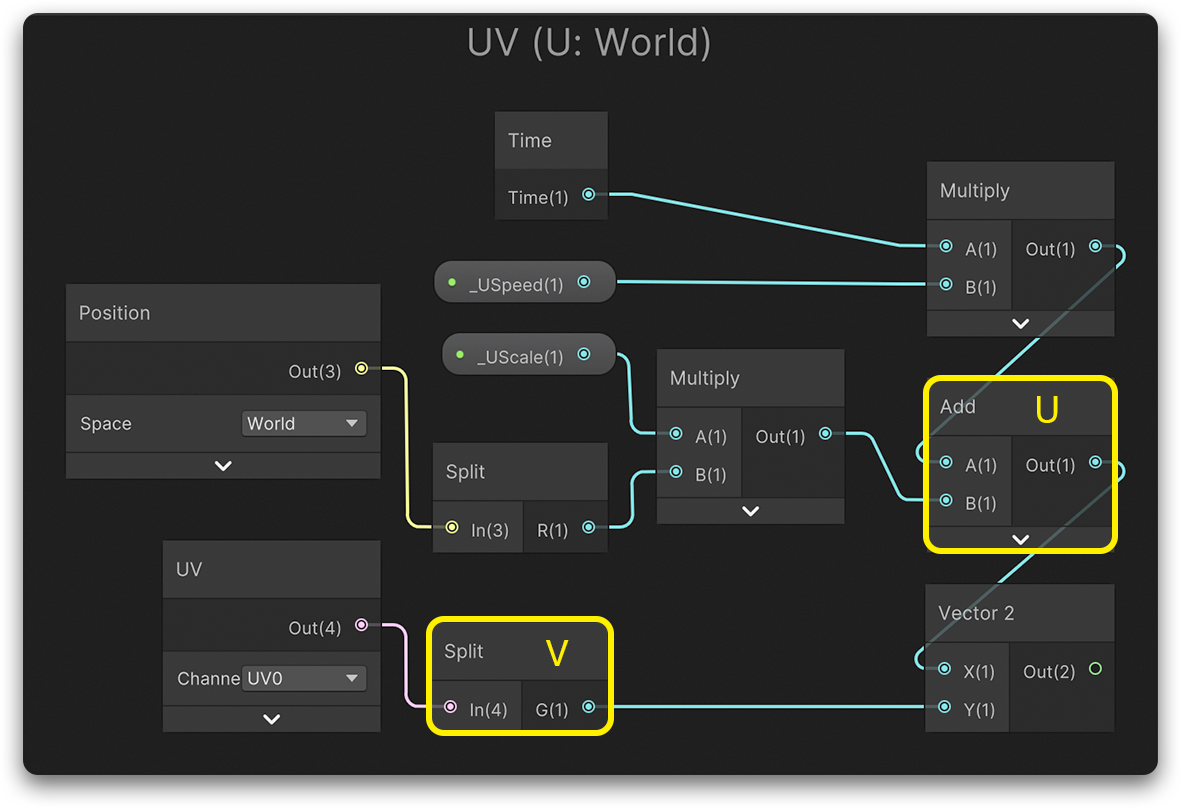 UV (U: World)
Time
Time(1)
Multiply
A(1) Out(1)
B(1)
_USpeed(1)
_UScale(1)
Position
Out(3)
Space World
Multiply
A(1) Out(1)
B(1)
Add U
A(1) Out(1)
B(1)
Split
In(3) R(1)
UV
Out(4)
Channe UV0
Split V
In(4) G(1)
Vector 2
X(1) Out(2)
Y(1)